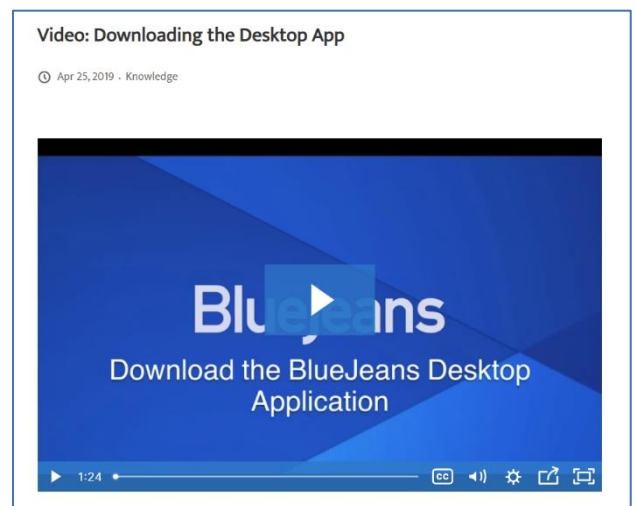 Video: Downloading the Desktop App
Apr 25, 2019 · Knowledge
BlueJeans
Download the BlueJeans Desktop
Application
1:24
CC